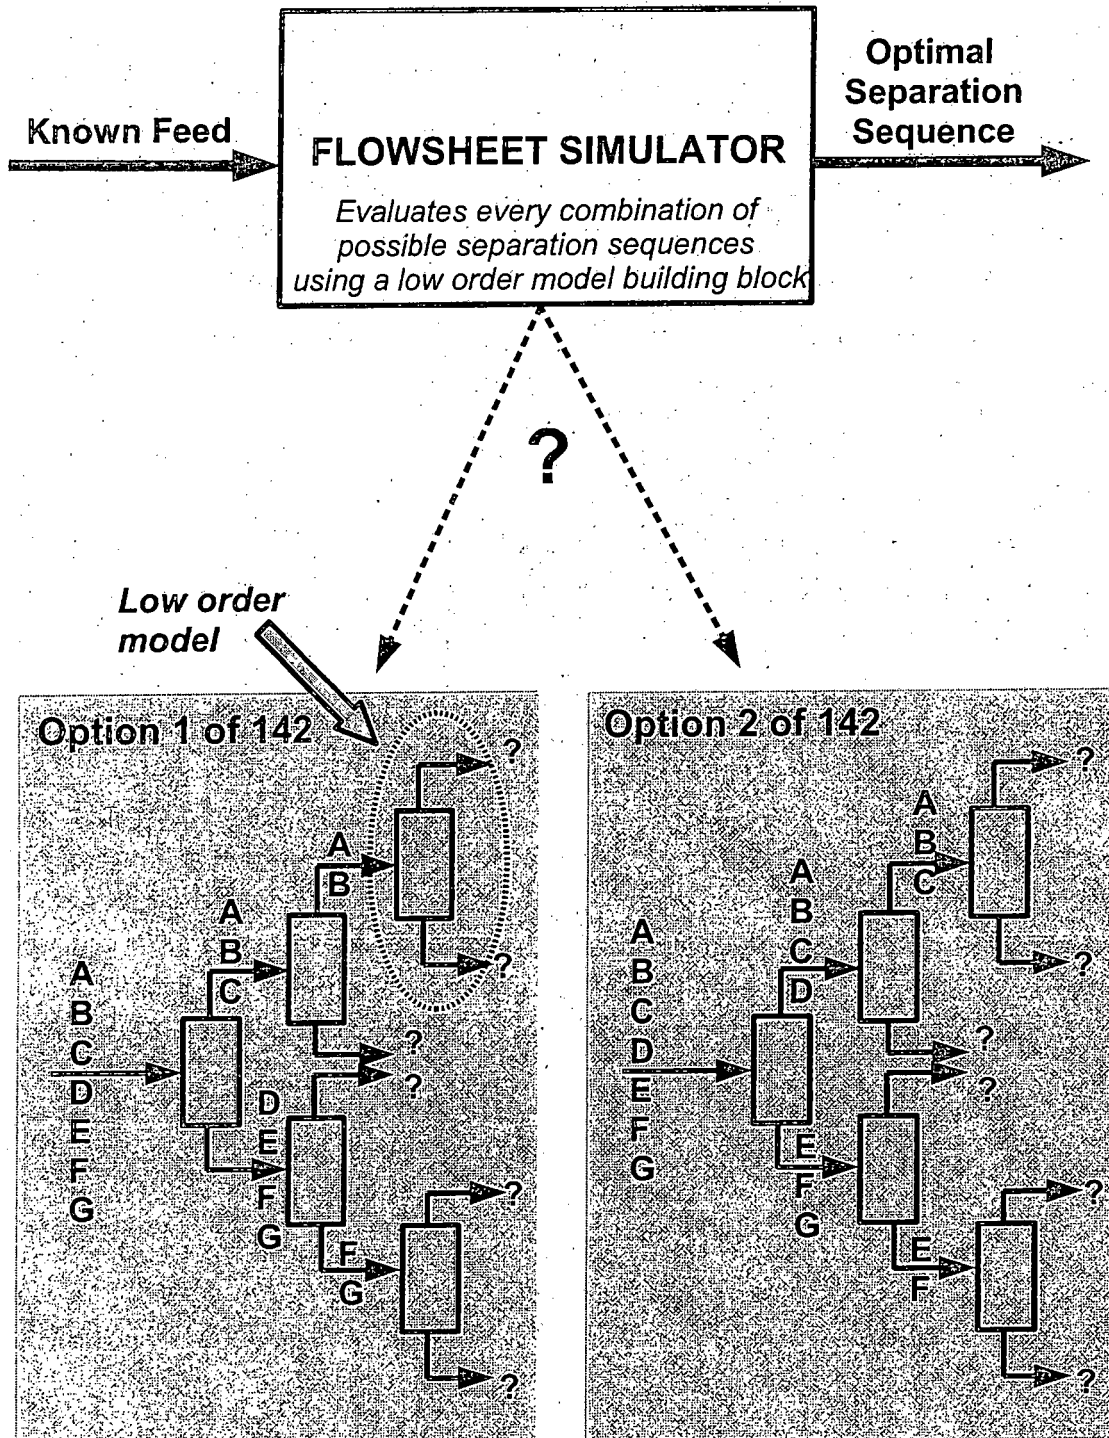 Known Feed
FLOWSHEET SIMULATOR
Evaluates every combination of
possible separation sequences
using a low order model building block
Optimal
Separation
Sequence
?
Low order
model
Option 1 of 142
A
B
C
D
E
F
G
A
B
C
D
E
F
G
A
B
F
G
?
?
?
?
?
?
Option 2 of 142
A
B
C
D
E
F
G
A
B
C
D
E
F
G
A
B
C
E
F
?
?
?
?
?
?